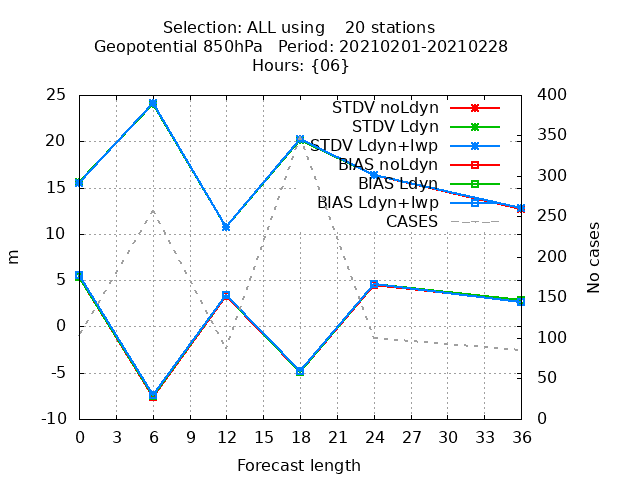 Selection: ALL using    20 stations
Geopotential 850hPa   Period: 20210201-20210228
Hours: {06}
25
20
15
10
5
0
-5
-10
m
STDV noLdyn
STDV Ldyn
STDV Ldyn+lwp
BIAS noLdyn
BIAS Ldyn
BIAS Ldyn+lwp
CASES
400
350
300
250
200
150
100
50
0
No cases
0 3 6 9 12 15 18 21 24 27 30 33 36
Forecast length